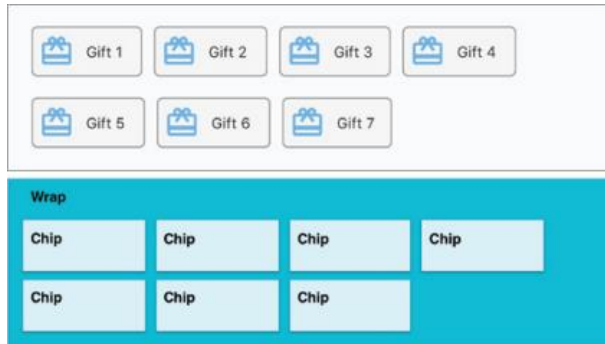 Gift 1 Gift 2 Gift 3 Gift 4
Gift 5 Gift 6 Gift 7
Wrap
Chip Chip Chip Chip
Chip Chip Chip